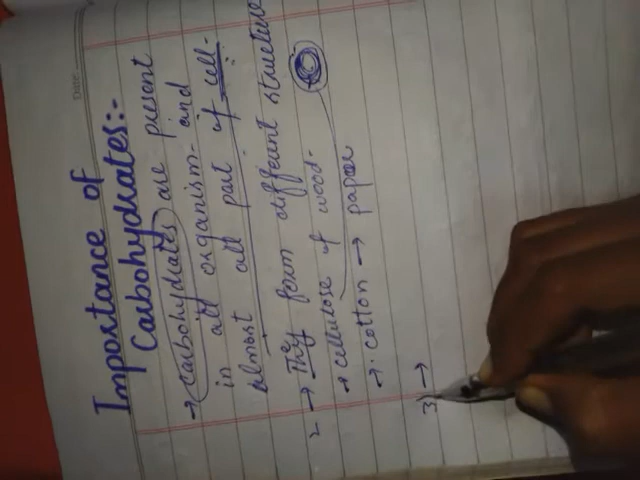 Importance of
Carbohydrates:-
→ Carbohydrates are present
in all organism. and
almost all part of cell.
2 → They form different structure
→ cellulose of wood.
→ cotton → paper
3) →